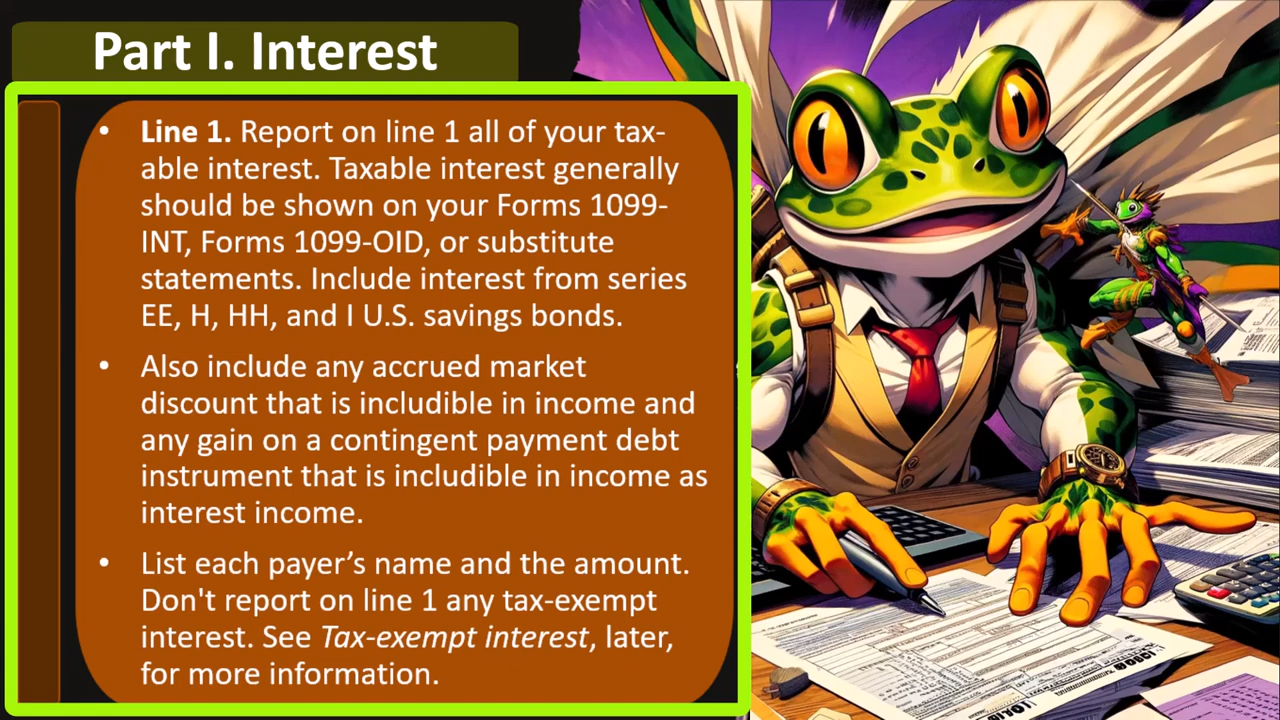 Part I. Interest
• Line 1. Report on line 1 all of your tax-
able interest. Taxable interest generally
should be shown on your Forms 1099-
INT, Forms 1099-OID, or substitute
statements. Include interest from series
EE, H, HH, and I U.S. savings bonds.
• Also include any accrued market
discount that is includible in income and
any gain on a contingent payment debt
instrument that is includible in income as
interest income.
• List each payer’s name and the amount.
Don't report on line 1 any tax-exempt
interest. See Tax-exempt interest, later,
for more information.